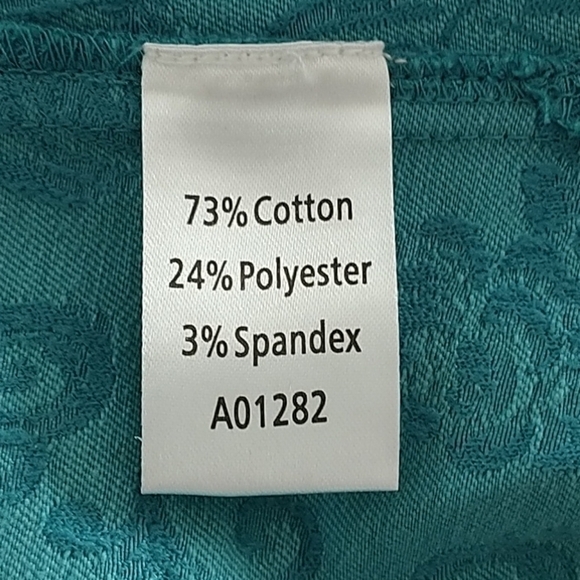 73% Cotton
24% Polyester
3% Spandex
A01282